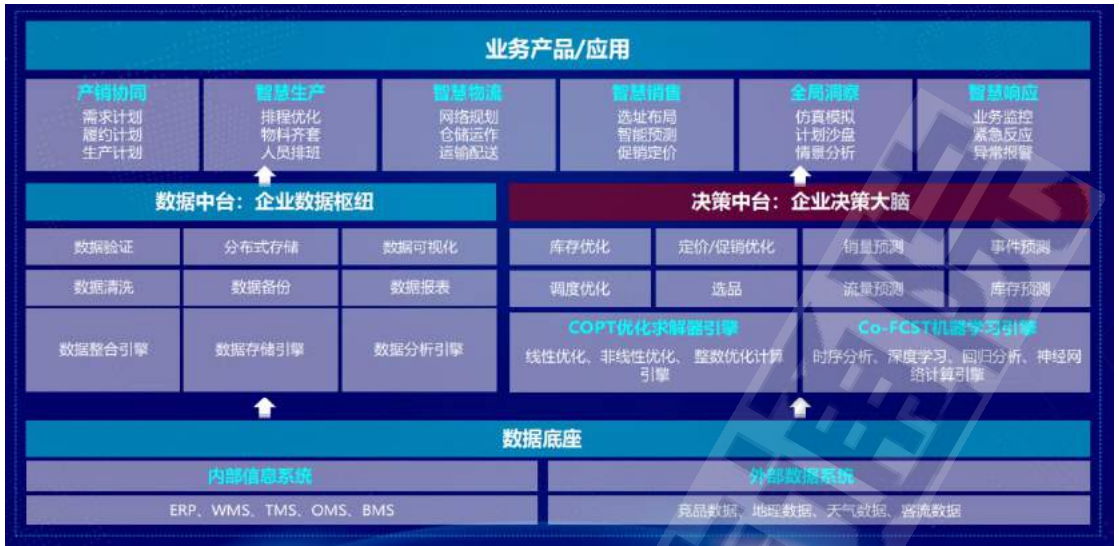 业务产品/应用
产销协同
需求计划
履约计划
生产计划
智慧生产
排程优化
物料齐套
人员排班
智慧物流
网络规划
仓储运作
运输配送
智慧销售
选址布局
智能预测
促销定价
全局洞察
仿真模拟
计划沙盘
情景分析
智慧响应
业务监控
紧急反应
异常报警
数据中台：企业数据枢纽
数据验证 分布式存储 数据可视化
数据清洗 数据备份 数据报表
数据整合引擎 数据存储引擎 数据分析引擎
决策中台：企业决策大脑
库存优化 定价/促销优化 销量预测 事件预测
调度优化 选品 流量预测 库存预测
COPT优化求解器引擎
线性优化、非线性优化、 整数优化计算
引擎
Co-FCST机器学习引擎
时序分析、深度学习、回归分析、神经网
络计算引擎
数据底座
内部信息系统 外部数据系统
ERP、WMS、TMS、OMS、BMS 竞品数据、地理数据、天气数据、客流数据